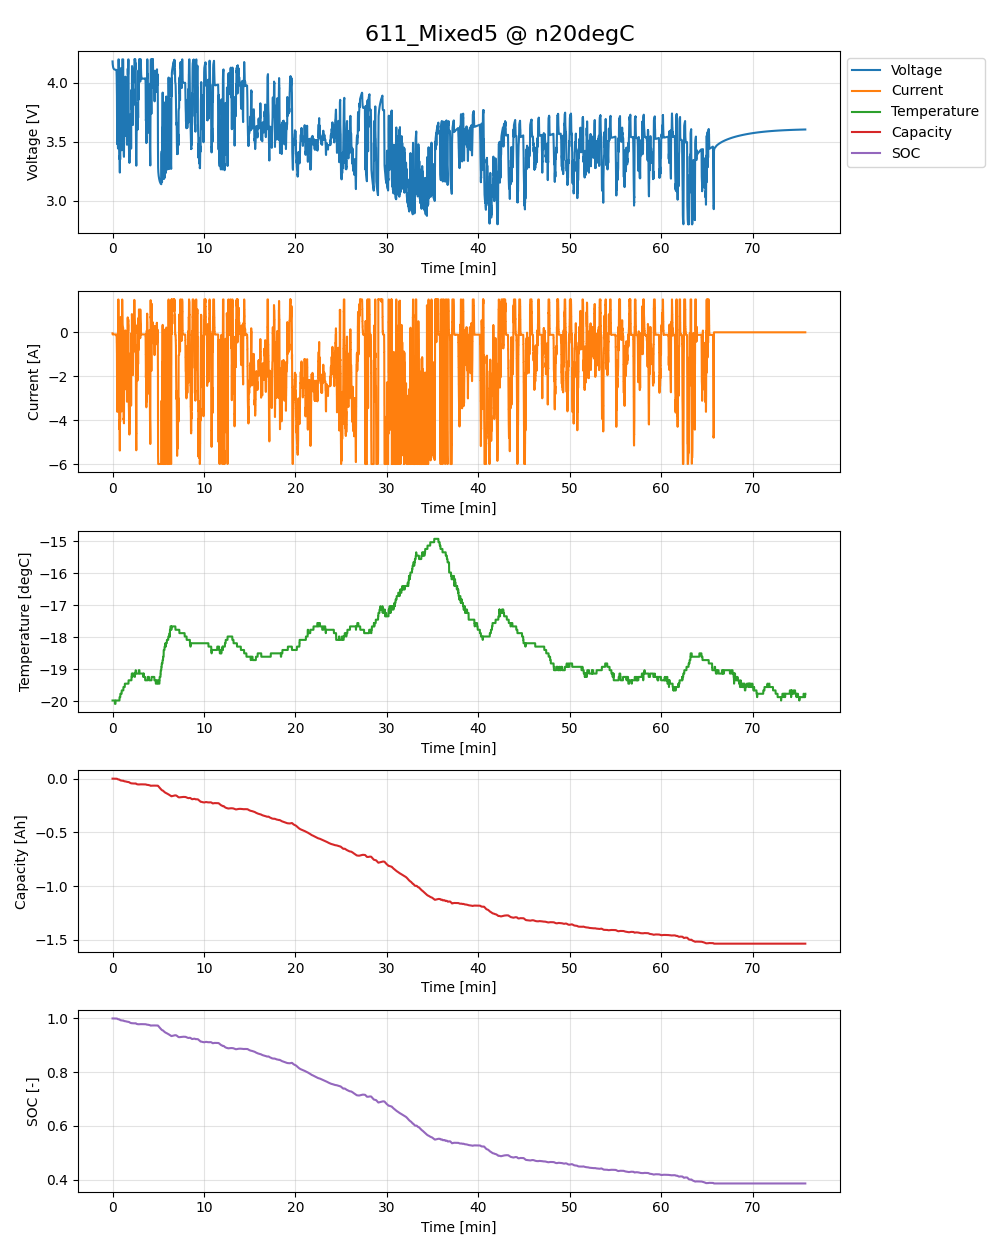 611_Mixed5 @ n20degC
Voltage [V]
4.0
3.5
3.0
0 10 20 30 40 50 60 70
Time [min]
Voltage
Current
Temperature
Capacity
SOC
Current [A]
0
−2
−4
−6
0 10 20 30 40 50 60 70
Time [min]
Temperature [degC]
−15
−16
−17
−18
−19
−20
0 10 20 30 40 50 60 70
Time [min]
Capacity [Ah]
0.0
−0.5
−1.0
−1.5
0 10 20 30 40 50 60 70
Time [min]
SOC [-]
1.0
0.8
0.6
0.4
0 10 20 30 40 50 60 70
Time [min]